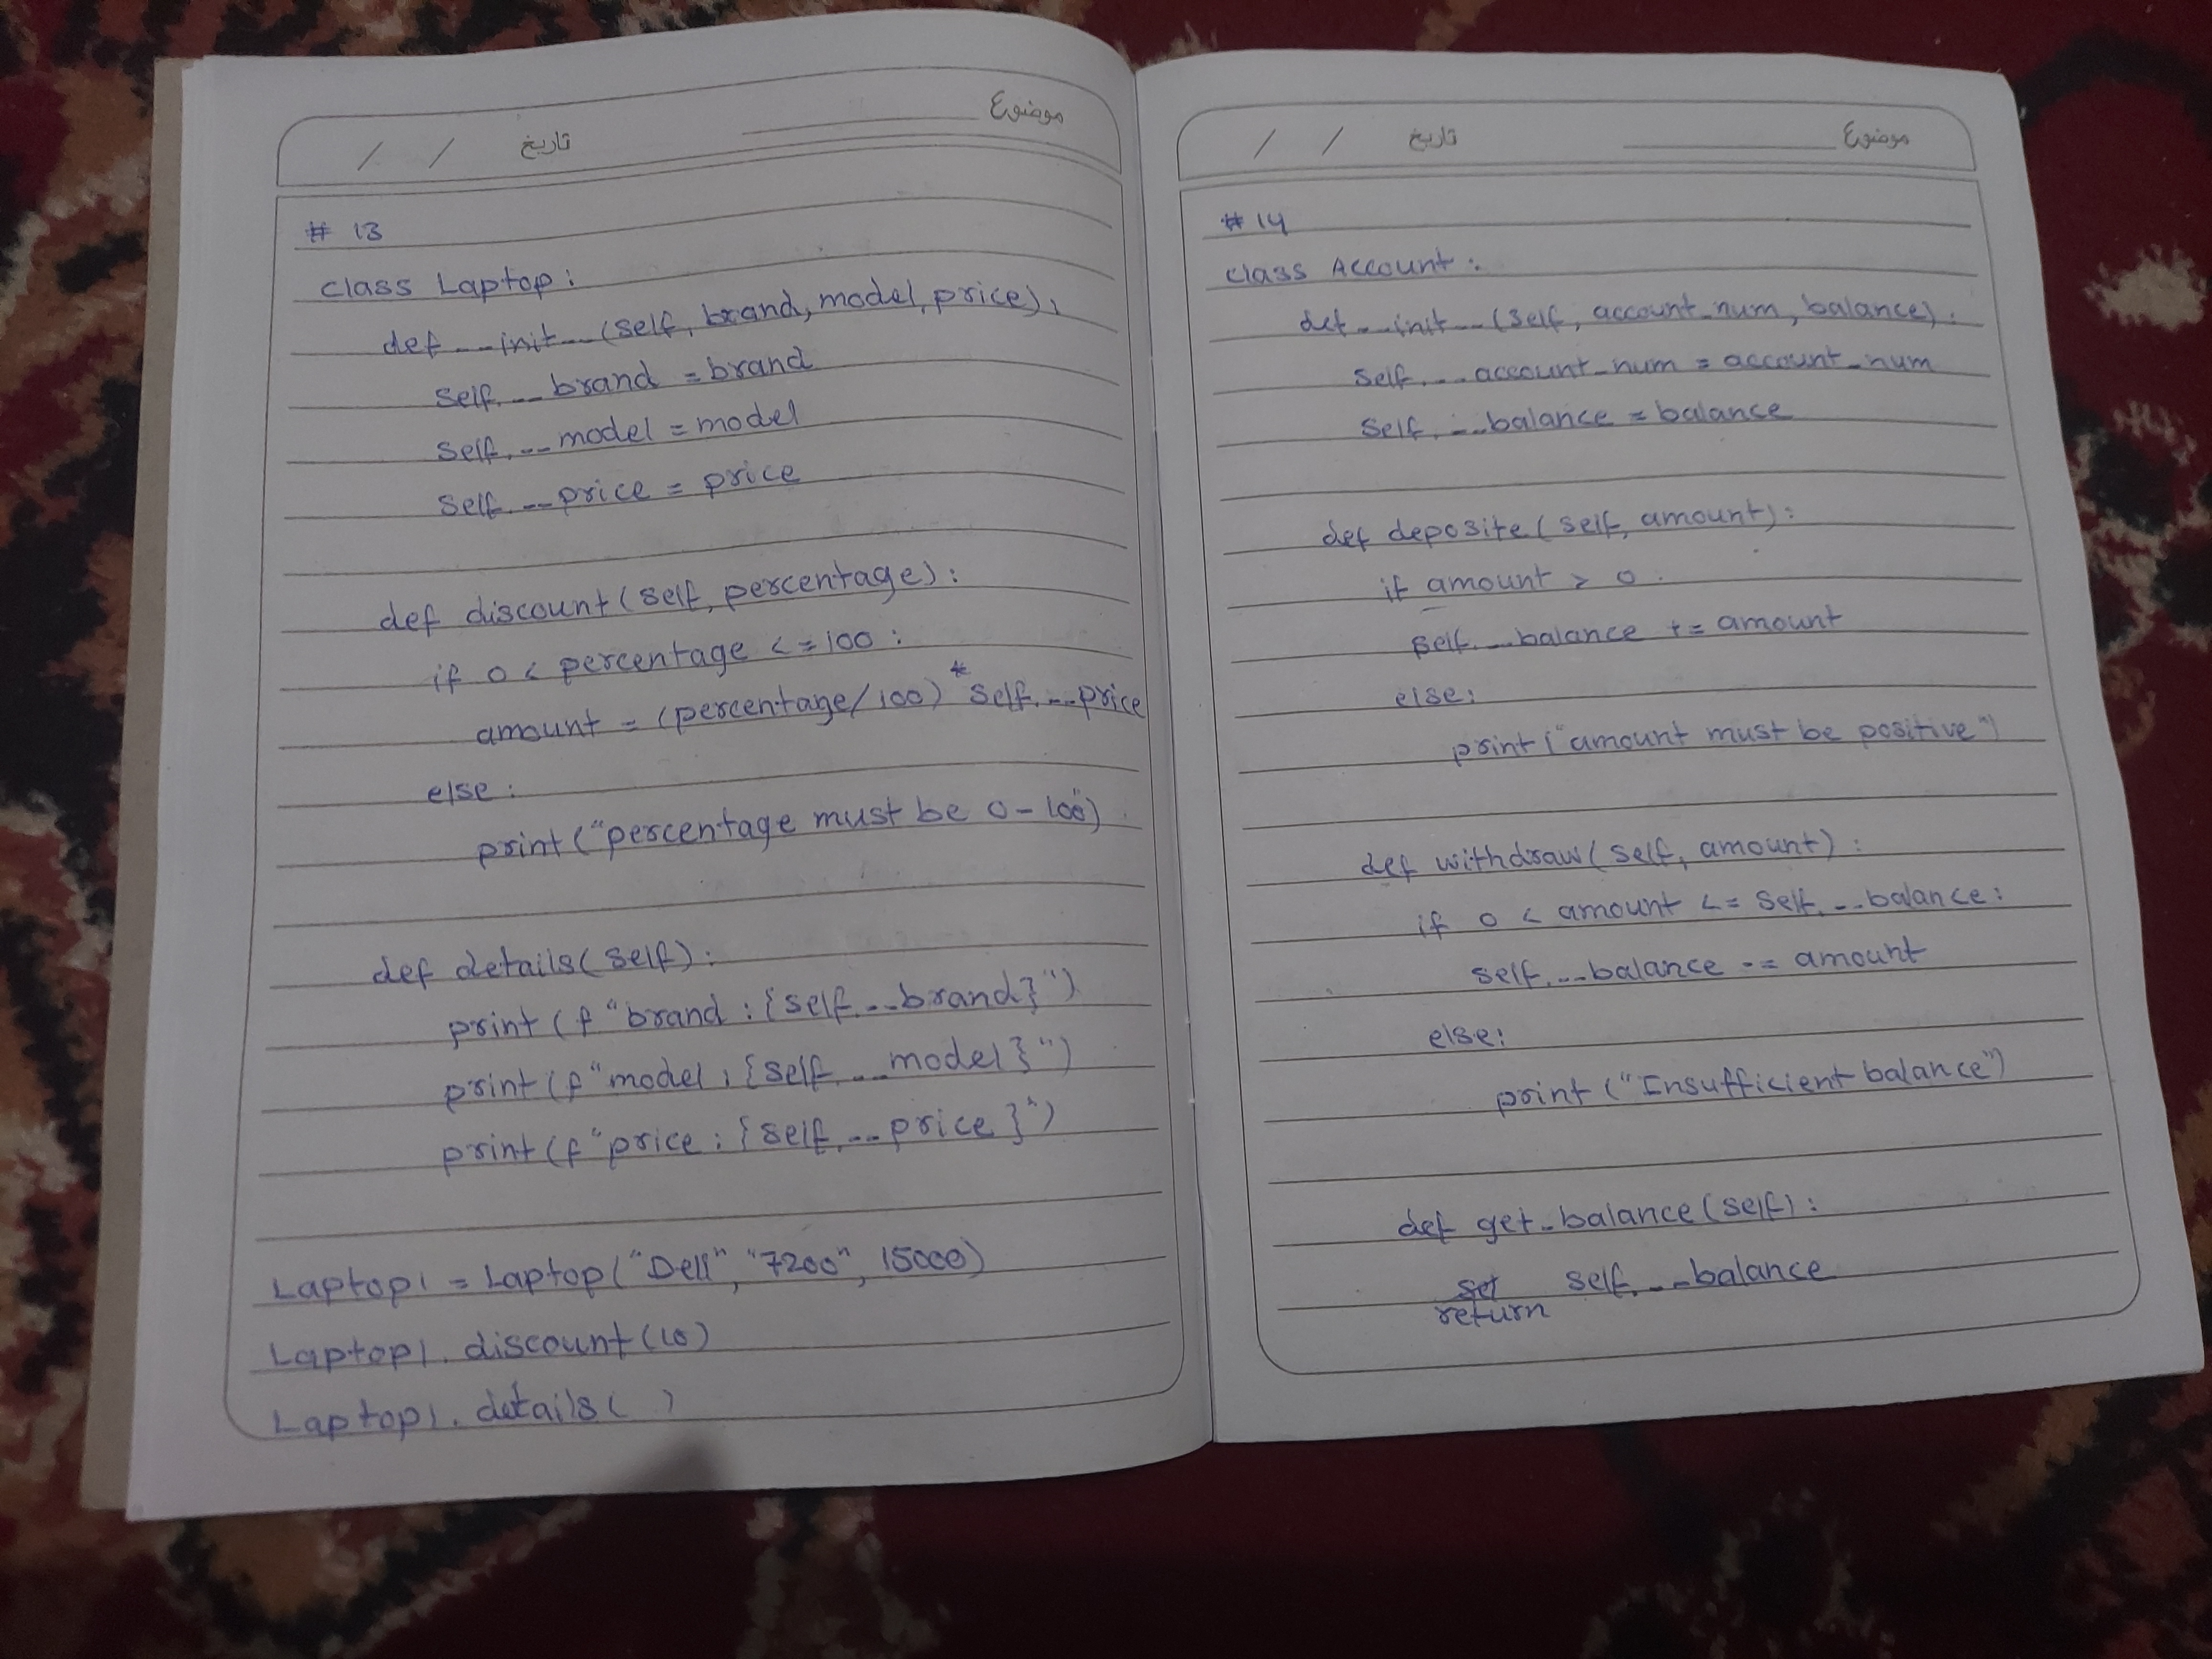 / / تاريخ موضوع
# 13
class Laptop:
def __init__(self, brand, model, price):
self.__brand = brand
self.__model = model
self.__price = price
def discount(self, percentage):
if 0 < percentage <= 100:
amount = (percentage/100) * self.__price
else:
print("percentage must be 0-100")
def details(self):
print(f"brand: {self.__brand}")
print(f"model: {self.__model}")
print(f"price: {self.__price}")
Laptop1 = Laptop("Dell", "7200", 15000)
Laptop1.discount(10)
Laptop1.details( )
/ / تاريخ موضوع
# 14
class Account:
def __init__(self, account_num, balance):
self.__account_num = account_num
self.__balance = balance
def deposite(self, amount):
if amount > 0:
self.__balance += amount
else:
print("amount must be positive")
def withdraw(self, amount):
if 0 < amount <= self.__balance:
self.__balance -= amount
else:
print("Insufficient balance")
def get_balance(self):
return self.__balance